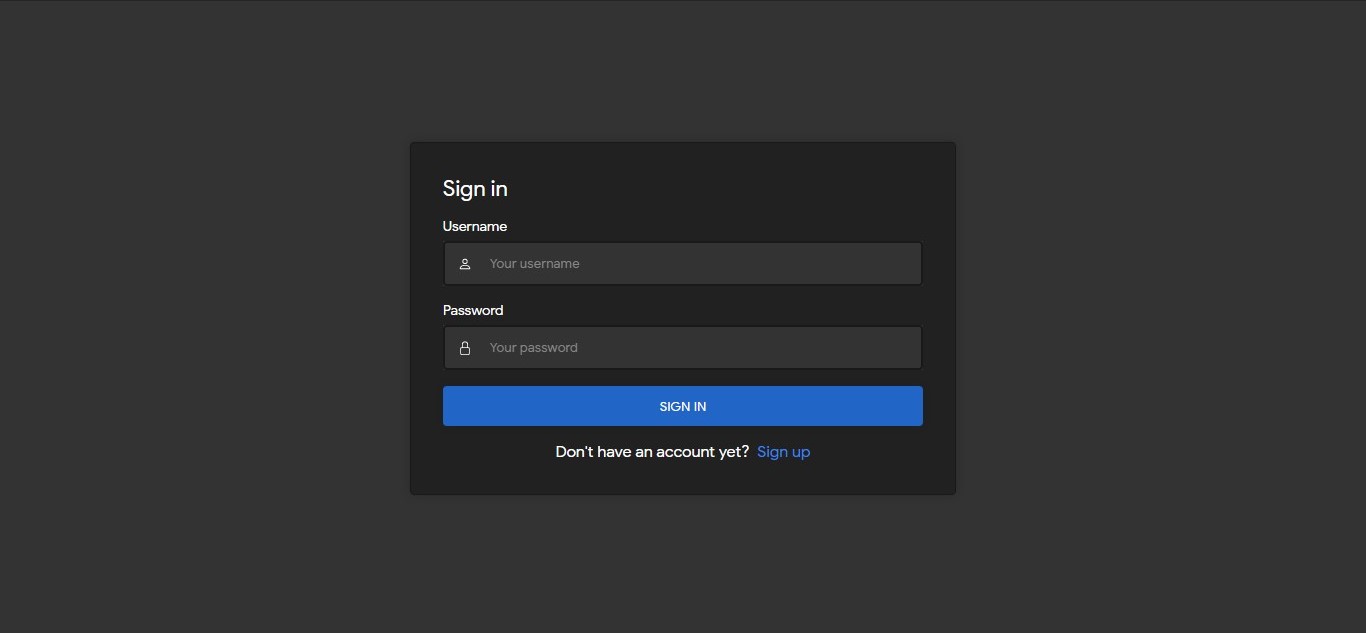 Sign in
Username
Your username
Password
Your password
SIGN IN
Don't have an account yet? Sign up